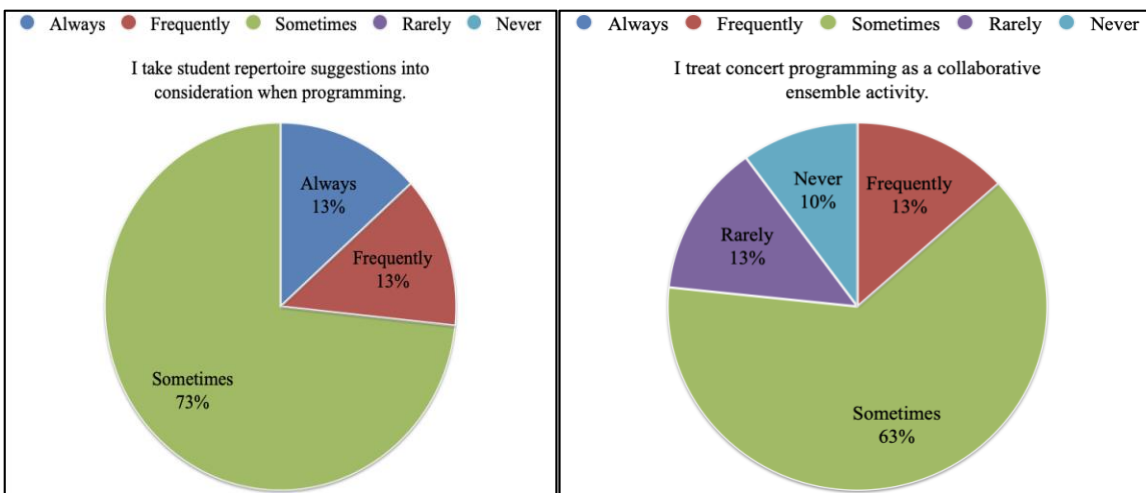 Always Frequently Sometimes Rarely Never
I take student repertoire suggestions into
consideration when programming.
Always
13%
Frequently
13%
Sometimes
73%
Always Frequently Sometimes Rarely Never
I treat concert programming as a collaborative
ensemble activity.
Never
10%
Frequently
13%
Rarely
13%
Sometimes
63%